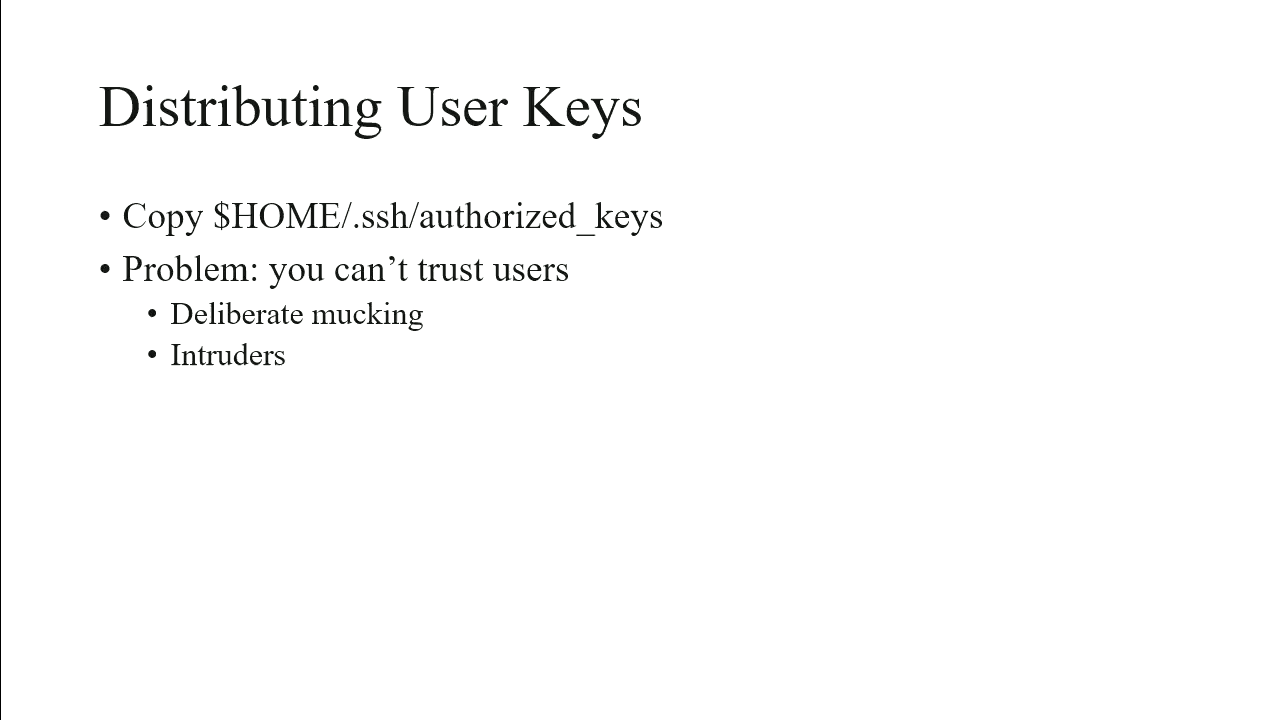 Distributing User Keys
• Copy $HOME/.ssh/authorized_keys
• Problem: you can’t trust users
• Deliberate mucking
• Intruders